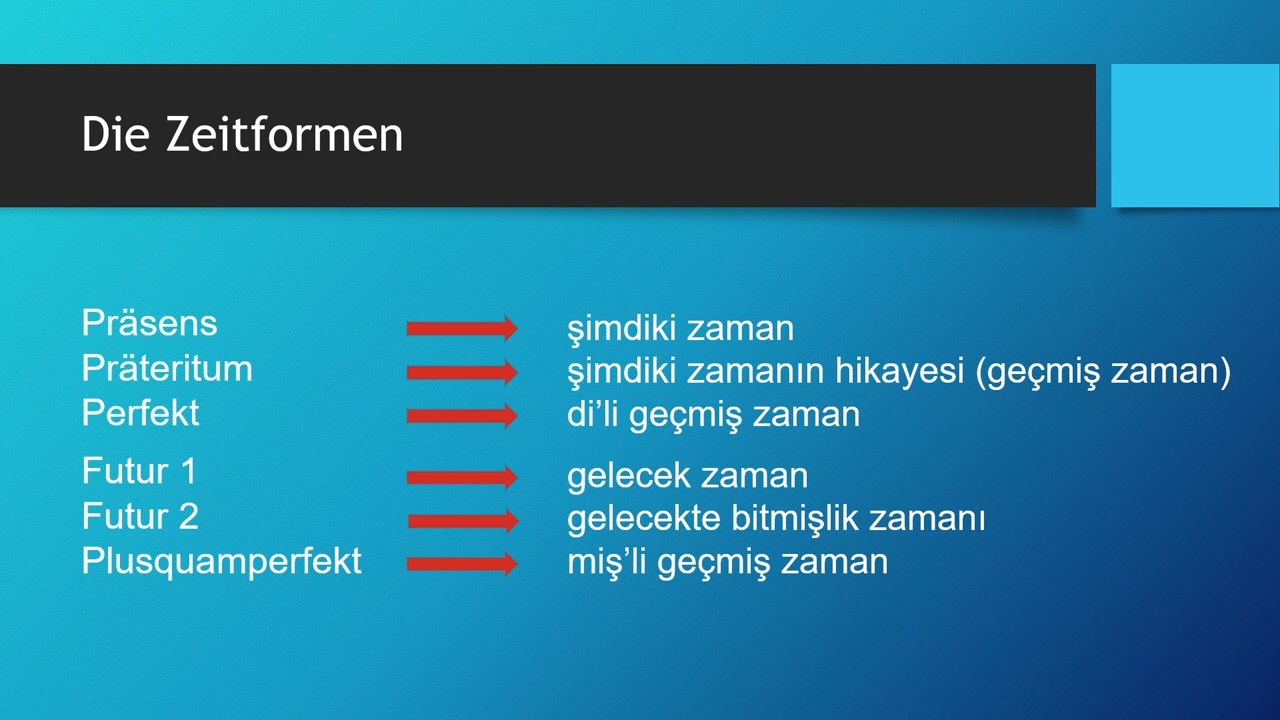 Die Zeitformen
Präsens şimdiki zaman
Präteritum şimdiki zamanın hikayesi (geçmiş zaman)
Perfekt di’li geçmiş zaman
Futur 1 gelecek zaman
Futur 2 gelecekte bitmişlik zamanı
Plusquamperfekt miş’li geçmiş zaman